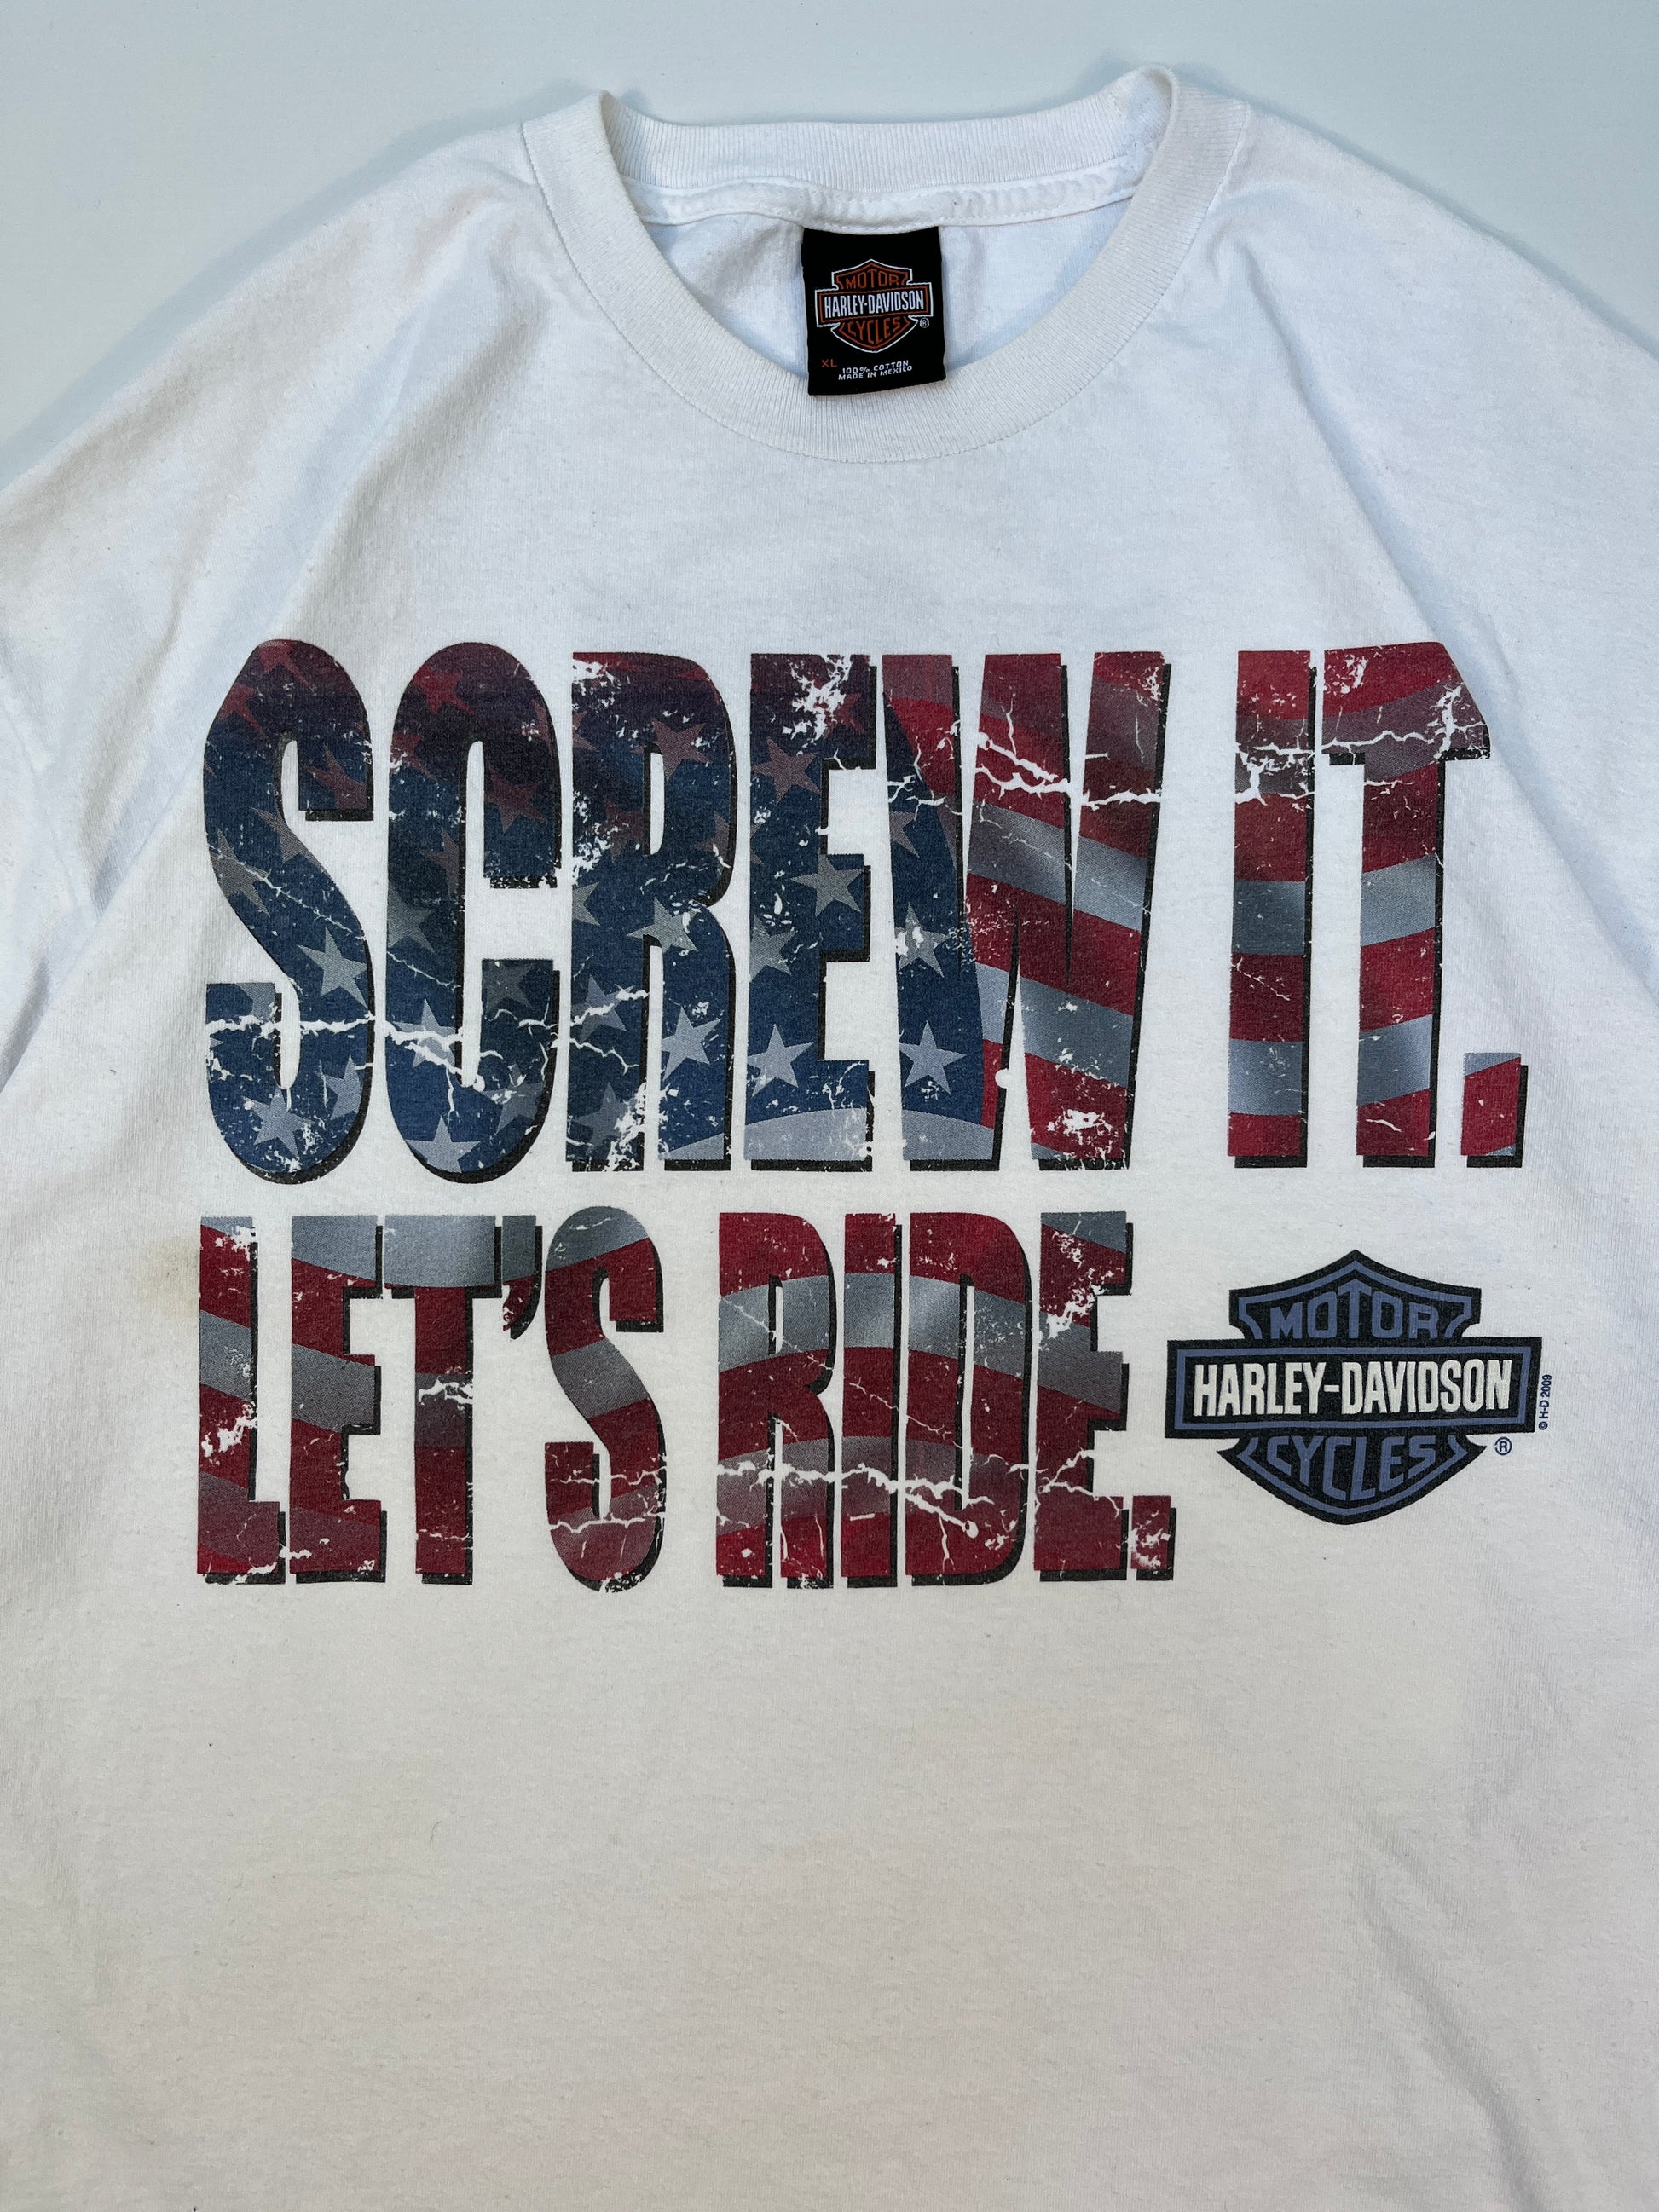 MOTOR
HARLEY-DAVIDSON
CYCLES
®
XL 100% COTTON
MADE IN MEXICO
SCREW IT.
LET'S RIDE.
MOTOR
HARLEY-DAVIDSON
CYCLES
®
© H-D 2009